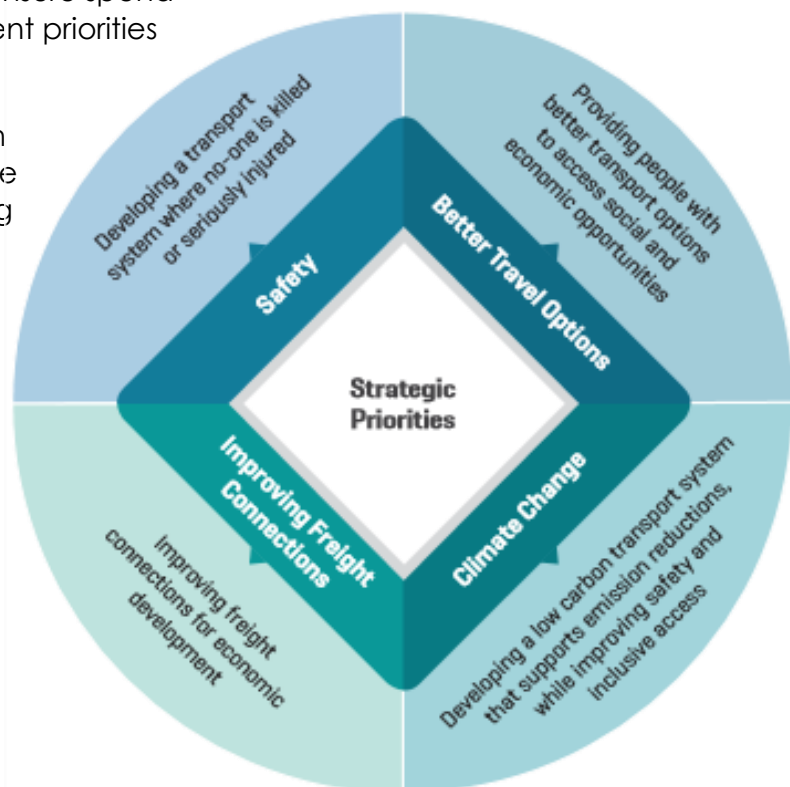 ensure spend
ent priorities
Developing a transport
system where no-one is killed
or seriously injured
Safety
Providing people with
better transport options
to access social and
economic opportunities
Better Travel Options
Strategic
Priorities
Improving Freight
Connections
Improving freight
connections for economic
development
Climate Change
Developing a low carbon transport system
that supports emission reductions,
while improving safety and
inclusive access